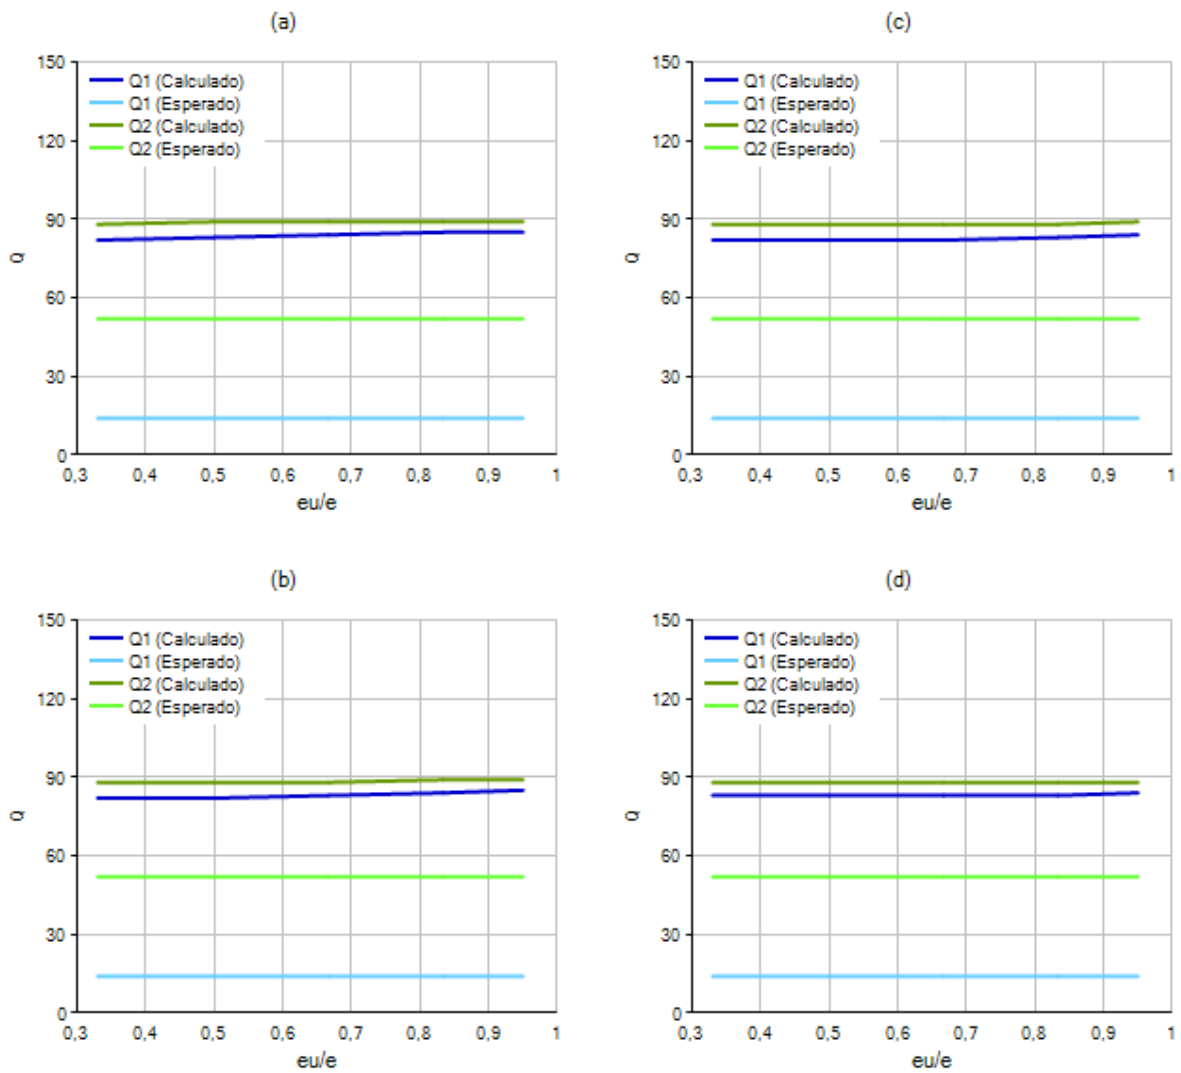 (a)
150
120
90
60
30
0
Q
Q1 (Calculado)
Q1 (Esperado)
Q2 (Calculado)
Q2 (Esperado)
0,3 0,4 0,5 0,6 0,7 0,8 0,9 1
eu/e
(c)
150
120
90
60
30
0
Q
Q1 (Calculado)
Q1 (Esperado)
Q2 (Calculado)
Q2 (Esperado)
0,3 0,4 0,5 0,6 0,7 0,8 0,9 1
eu/e
(b)
150
120
90
60
30
0
Q
Q1 (Calculado)
Q1 (Esperado)
Q2 (Calculado)
Q2 (Esperado)
0,3 0,4 0,5 0,6 0,7 0,8 0,9 1
eu/e
(d)
150
120
90
60
30
0
Q
Q1 (Calculado)
Q1 (Esperado)
Q2 (Calculado)
Q2 (Esperado)
0,3 0,4 0,5 0,6 0,7 0,8 0,9 1
eu/e